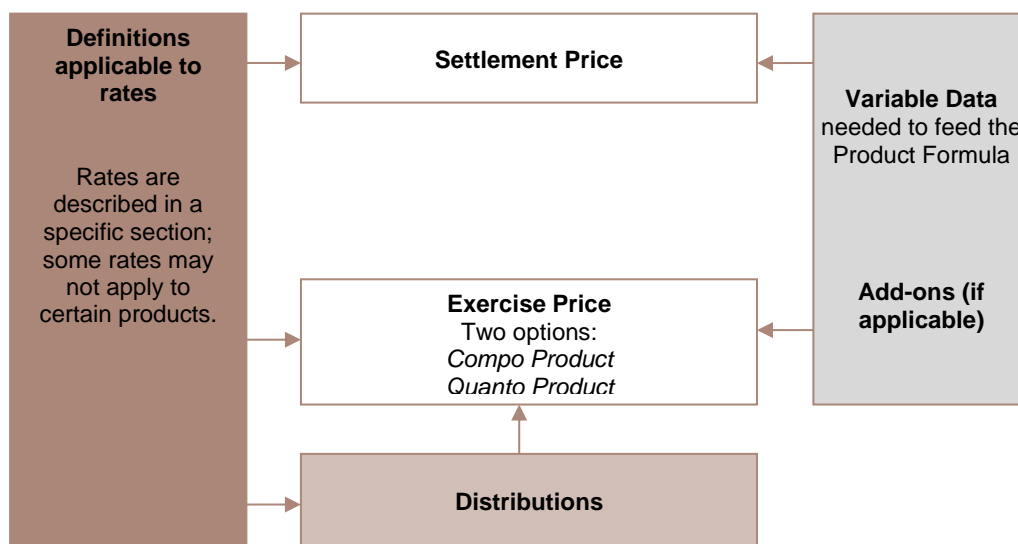 Definitions
applicable to
rates
Rates are
described in a
specific section;
some rates may
not apply to
certain products.
Settlement Price
Exercise Price
Two options:
Compo Product
Quanto Product
Distributions
Variable Data
needed to feed the
Product Formula
Add-ons (if
applicable)